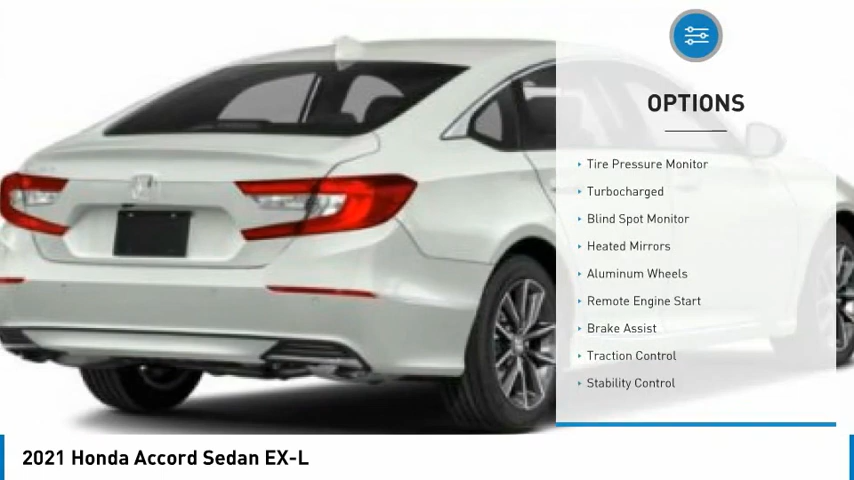 OPTIONS
Tire Pressure Monitor
Turbocharged
Blind Spot Monitor
Heated Mirrors
Aluminum Wheels
Remote Engine Start
Brake Assist
Traction Control
Stability Control
2021 Honda Accord Sedan EX-L